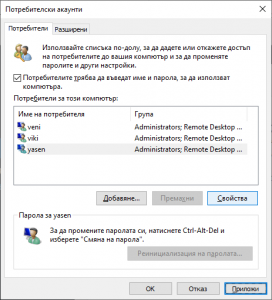 Потребителски акаунти
Потребители
Разширени
Използвайте списъка по-долу, за да дадете или откажете достъп
на потребителите до вашия компютър и за да променяте
паролите и други настройки.
Потребителите трябва да въведат име и парола, за да използват
компютъра.
Потребители за този компютър:
Име на потребителя
Група
veni
Administrators; Remote Desktop ...
viki
Administrators; Remote Desktop ...
yasen
Administrators; Remote Desktop ...
Добавяне...
Премахни
Свойства
Парола за yasen
За да промените паролата си, натиснете Ctrl-Alt-Del и
изберете "Смяна на парола".
Реинициализация на паролата...
OK
Отказ
Приложи